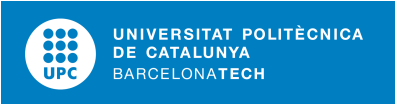 UPC
UNIVERSITAT POLITÈCNICA
DE CATALUNYA
BARCELONATECH